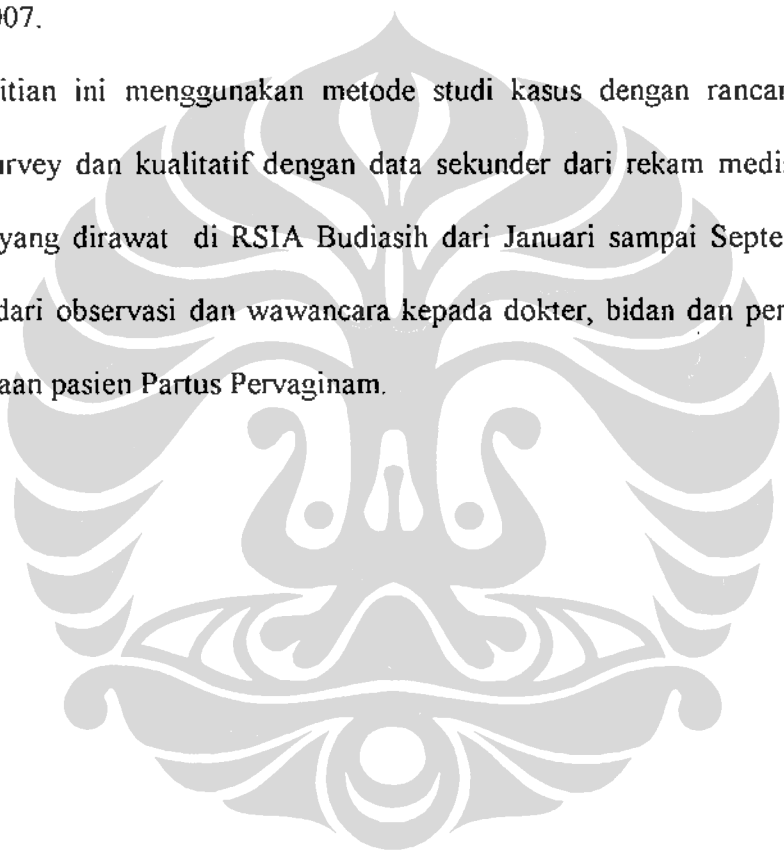 007.
itian ini menggunakan metode studi kasus dengan rancan
urvey dan kualitatif dengan data sekunder dari rekam medis
yang dirawat di RSIA Budiasih dari Januari sampai Septe
dari observasi dan wawancara kepada dokter, bidan dan per
aan pasien Partus Pervaginam.